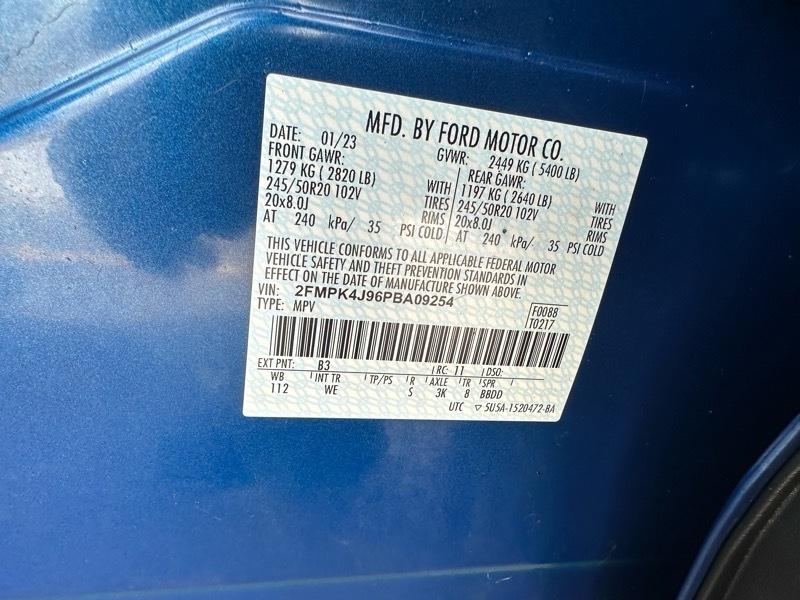 MFD. BY FORD MOTOR CO.
DATE: 01/23 GVWR: 2449 KG ( 5400 LB)
FRONT GAWR: REAR GAWR:
1279 KG ( 2820 LB) WITH 1197 KG ( 2640 LB) WITH
245/50R20 102V TIRES 245/50R20 102V TIRES
20x8.0J RIMS 20x8.0J RIMS
AT 240 kPa/ 35 PSI COLD AT 240 kPa/ 35 PSI COLD
THIS VEHICLE CONFORMS TO ALL APPLICABLE FEDERAL MOTOR
VEHICLE SAFETY AND THEFT PREVENTION STANDARDS IN
EFFECT ON THE DATE OF MANUFACTURE SHOWN ABOVE.
VIN: 2FMPK4J96PBA09254
TYPE: MPV
F0088
T0217
EXT PNT: B3 RC: 11 DSO:
WB INT TR TP/PS R AXLE TR SPR
112 WE S 3K 8 BBDD
UTC ▽ 5U5A-1520472-BA